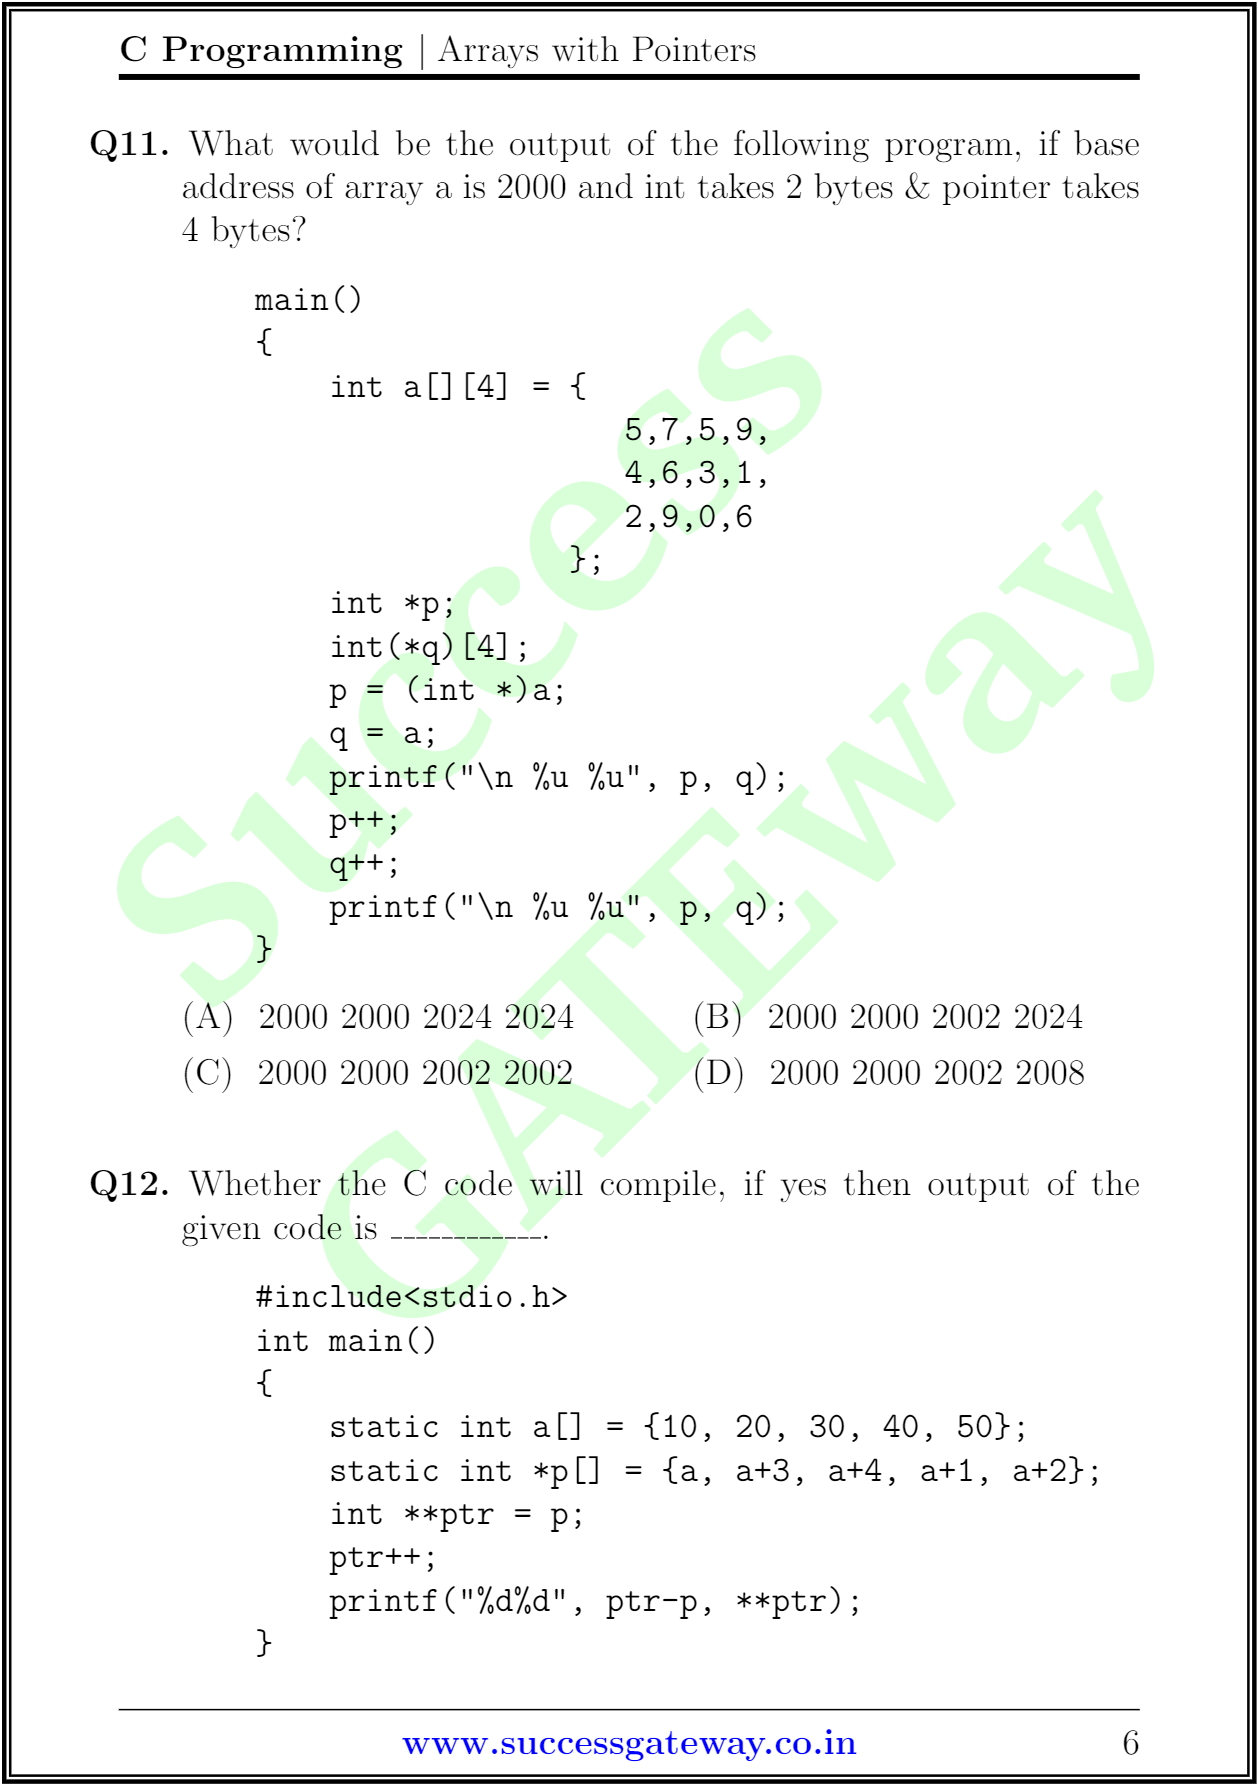 C Programming | Arrays with Pointers
Q11. What would be the output of the following program, if base
address of array a is 2000 and int takes 2 bytes & pointer takes
4 bytes?
main()
{
    int a[][4] = {
                    5,7,5,9,
                    4,6,3,1,
                    2,9,0,6
                 };
    int *p;
    int(*q)[4];
    p = (int *)a;
    q = a;
    printf("\n %u %u", p, q);
    p++;
    q++;
    printf("\n %u %u", p, q);
}
(A) 2000 2000 2024 2024 (B) 2000 2000 2002 2024
(C) 2000 2000 2002 2002 (D) 2000 2000 2002 2008
Q12. Whether the C code will compile, if yes then output of the
given code is ____________.
#include<stdio.h>
int main()
{
    static int a[] = {10, 20, 30, 40, 50};
    static int *p[] = {a, a+3, a+4, a+1, a+2};
    int **ptr = p;
    ptr++;
    printf("%d%d", ptr-p, **ptr);
}
www.successgateway.co.in 6
Success
GATEway